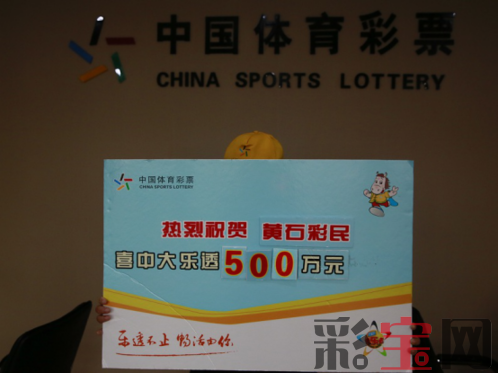 中国体育彩票
CHINA SPORTS LOTTERY
中国体育彩票
CHINA SPORTS LOTTERY
热烈祝贺 黄石彩民
喜中大乐透500万元
乐透不止 畅活由你
彩宝网